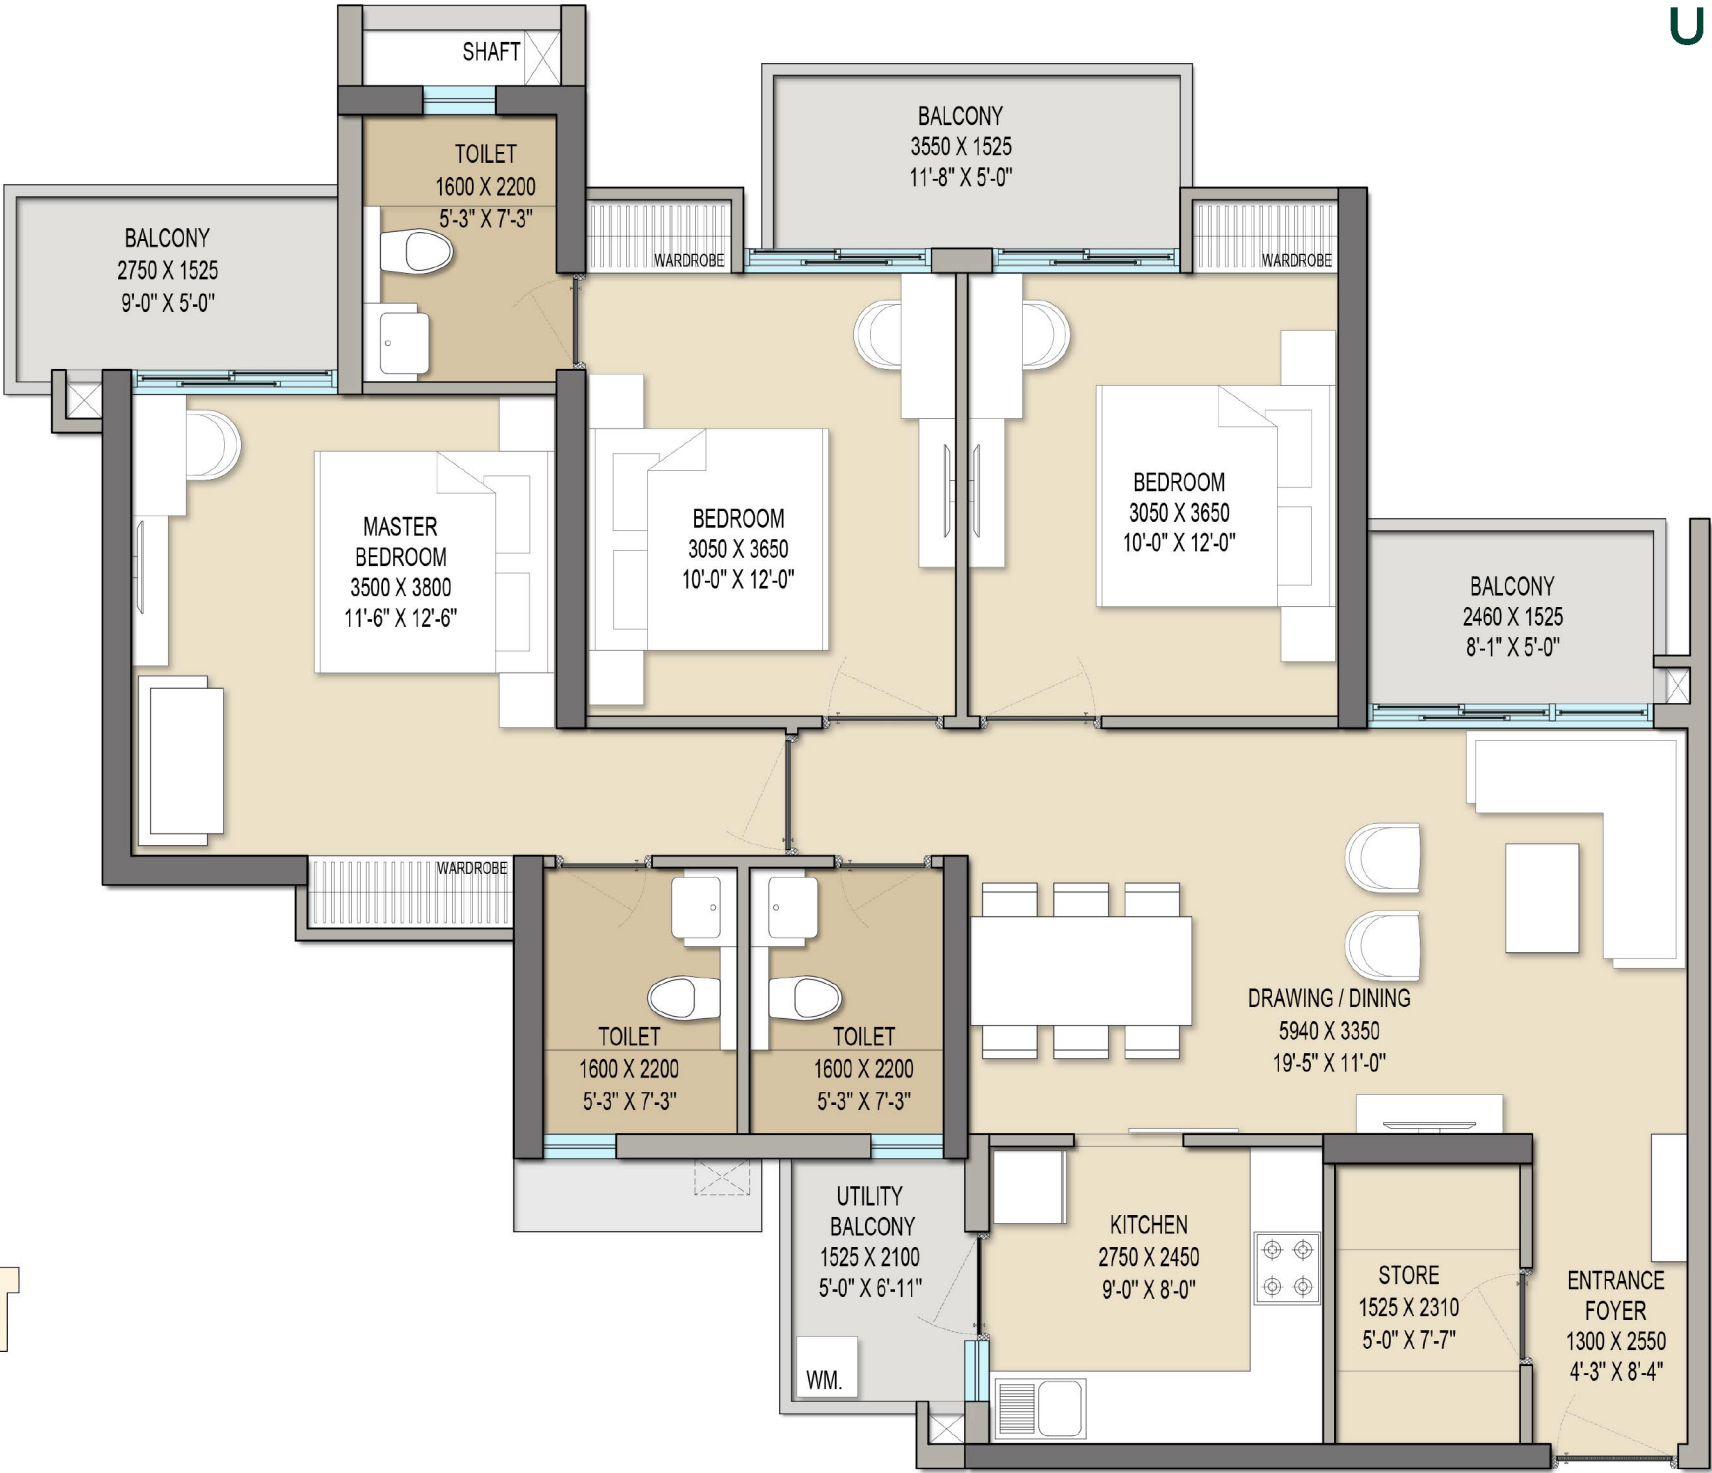 U
SHAFT
BALCONY
3550 X 1525
11'-8" X 5'-0"
TOILET
1600 X 2200
5'-3" X 7'-3"
BALCONY
2750 X 1525
9'-0" X 5'-0"
WARDROBE
WARDROBE
MASTER
BEDROOM
3500 X 3800
11'-6" X 12'-6"
BEDROOM
3050 X 3650
10'-0" X 12'-0"
BEDROOM
3050 X 3650
10'-0" X 12'-0"
BALCONY
2460 X 1525
8'-1" X 5'-0"
WARDROBE
TOILET
1600 X 2200
5'-3" X 7'-3"
TOILET
1600 X 2200
5'-3" X 7'-3"
DRAWING / DINING
5940 X 3350
19'-5" X 11'-0"
UTILITY
BALCONY
1525 X 2100
5'-0" X 6'-11"
WM.
KITCHEN
2750 X 2450
9'-0" X 8'-0"
STORE
1525 X 2310
5'-0" X 7'-7"
ENTRANCE
FOYER
1300 X 2550
4'-3" X 8'-4"